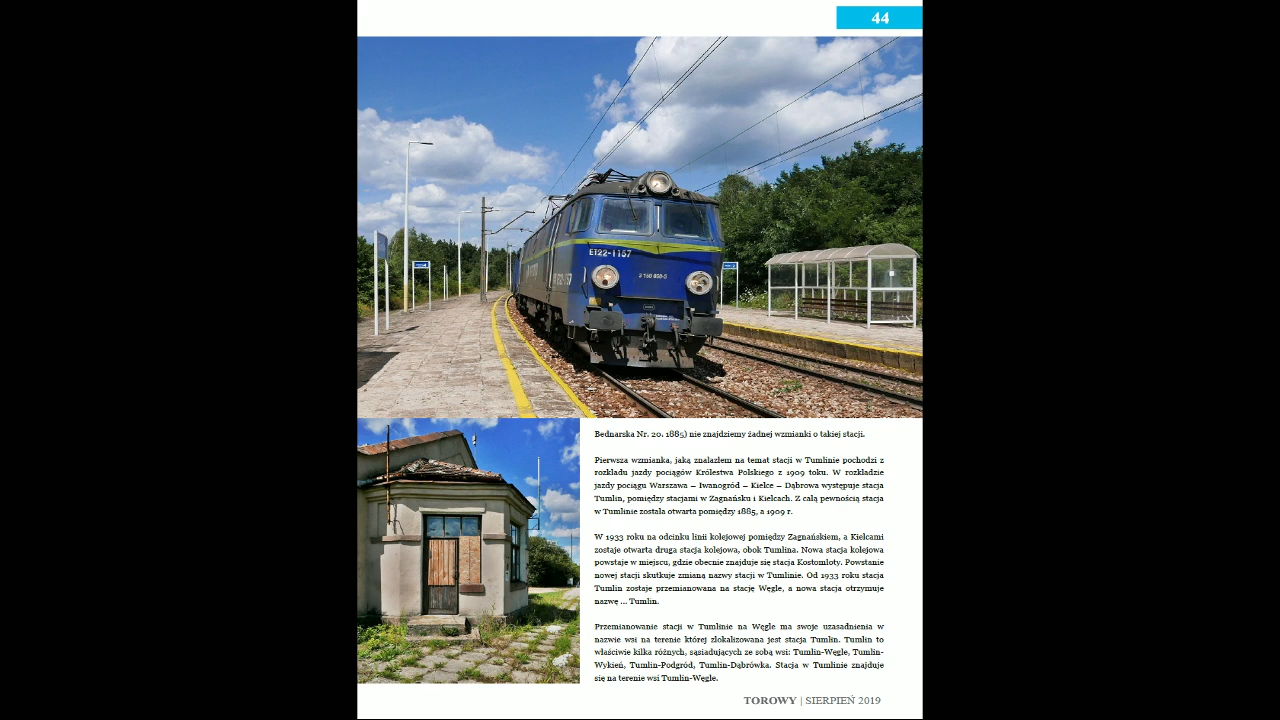 44
ET22-1157
3 150 959-3
Bednarska Nr. 20. 1885) nie znajdziemy żadnej wzmianki o takiej stacji.
Pierwsza wzmianka, jaką znalazłem na temat stacji w Tumlinie pochodzi z
rozkładu jazdy pociągów Królestwa Polskiego z 1909 toku. W rozkładzie
jazdy pociągu Warszawa – Iwanogród – Kielce – Dąbrowa występuje stacja
Tumlin, pomiędzy stacjami w Zagnańsku i Kielcach. Z całą pewnością stacja
w Tumlinie została otwarta pomiędzy 1885, a 1909 r.
W 1933 roku na odcinku linii kolejowej pomiędzy Zagnańskiem, a Kielcami
zostaje otwarta druga stacja kolejowa, obok Tumlina. Nowa stacja kolejowa
powstaje w miejscu, gdzie obecnie znajduje się stacja Kostomłoty. Powstanie
nowej stacji skutkuje zmianą nazwy stacji w Tumlinie. Od 1933 roku stacja
Tumlin zostaje przemianowana na stację Węgle, a nowa stacja otrzymuje
nazwę ... Tumlin.
Przemianowanie stacji w Tumlinie na Węgle ma swoje uzasadnienia w
nazwie wsi na terenie której zlokalizowana jest stacja Tumlin. Tumlin to
właściwie kilka różnych, sąsiadujących ze sobą wsi: Tumlin-Węgle, Tumlin-
Wykień, Tumlin-Podgród, Tumlin-Dąbrówka. Stacja w Tumlinie znajduje
się na terenie wsi Tumlin-Węgle.
TOROWY | SIERPIEŃ 2019